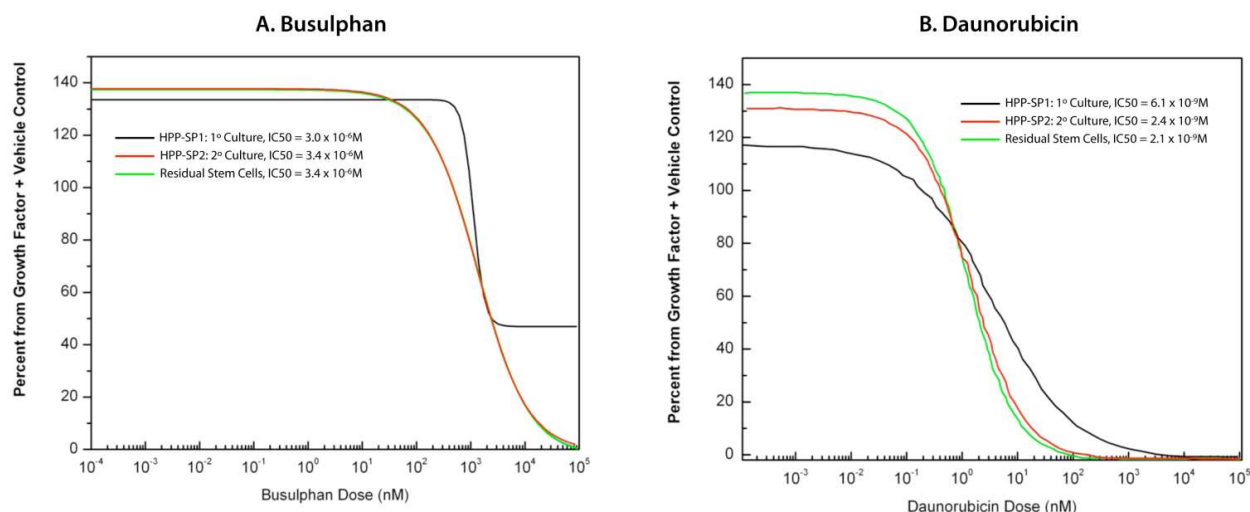 A. Busulphan
Percent from Growth Factor + Vehicle Control
140
120
100
80
60
40
20
0
HPP-SP1: 1º Culture, IC50 = 3.0 x 10⁻⁶M
HPP-SP2: 2º Culture, IC50 = 3.4 x 10⁻⁶M
Residual Stem Cells, IC50 = 3.4 x 10⁻⁶M
10⁻⁴ 10⁻³ 10⁻² 10⁻¹ 10⁰ 10¹ 10² 10³ 10⁴ 10⁵
Busulphan Dose (nM)
B. Daunorubicin
Percent from Growth Factor + Vehicle Control
140
120
100
80
60
40
20
0
HPP-SP1: 1º Culture, IC50 = 6.1 x 10⁻⁹M
HPP-SP2: 2º Culture, IC50 = 2.4 x 10⁻⁹M
Residual Stem Cells, IC50 = 2.1 x 10⁻⁹M
10⁻³ 10⁻² 10⁻¹ 10⁰ 10¹ 10² 10³ 10⁴ 10⁵
Daunorubicin Dose (nM)